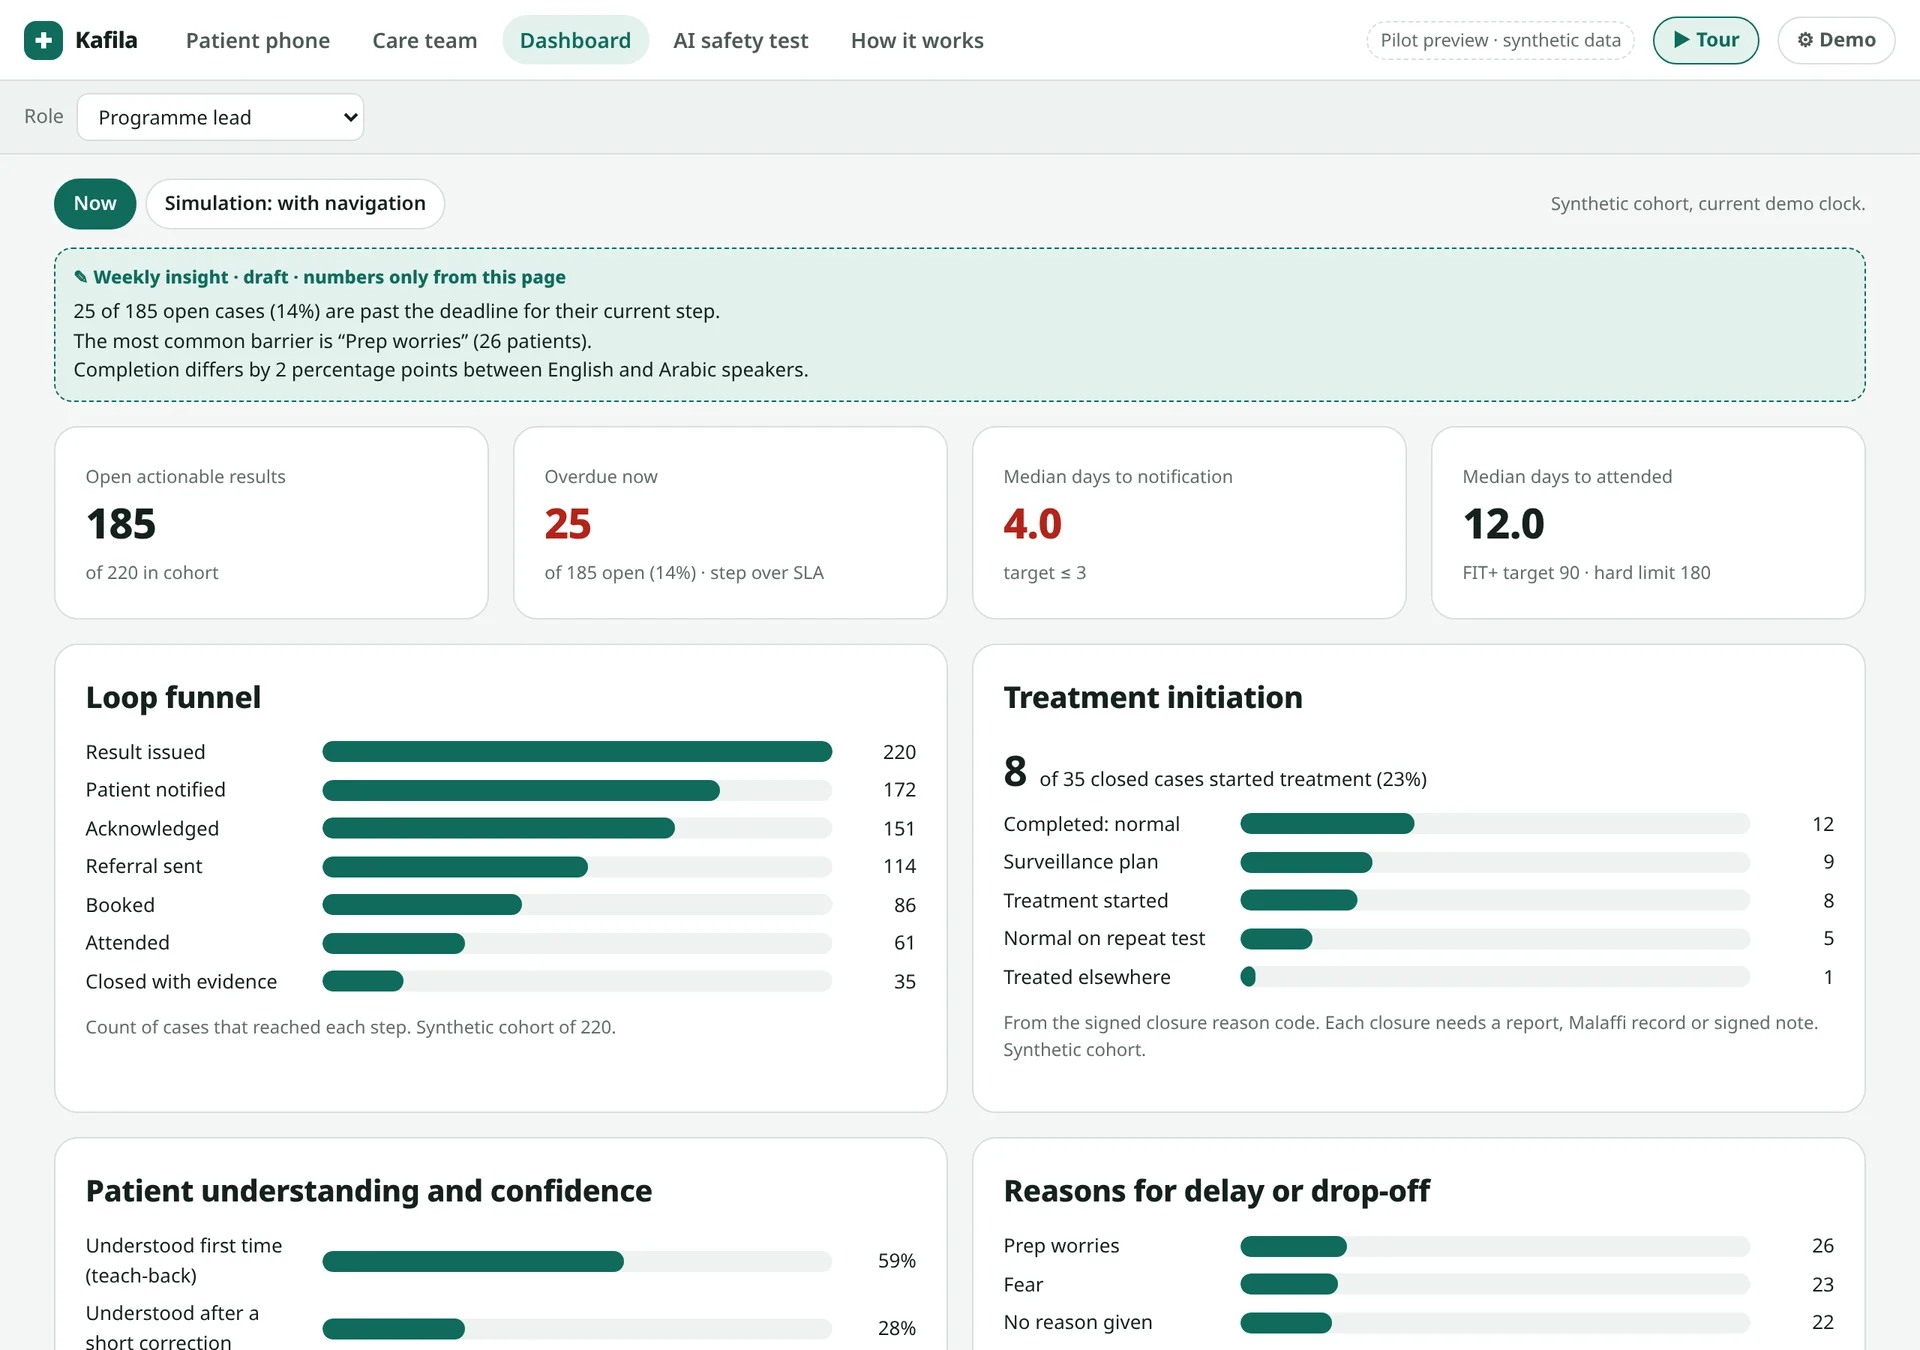 Kafila
Patient phone
Care team
Dashboard
AI safety test
How it works
Pilot preview · synthetic data
▶ Tour
⚙ Demo
Role
Programme lead
Now
Simulation: with navigation
Synthetic cohort, current demo clock.
✎ Weekly insight · draft · numbers only from this page
25 of 185 open cases (14%) are past the deadline for their current step.
The most common barrier is “Prep worries” (26 patients).
Completion differs by 2 percentage points between English and Arabic speakers.
Open actionable results
185
of 220 in cohort
Overdue now
25
of 185 open (14%) · step over SLA
Median days to notification
4.0
target ≤ 3
Median days to attended
12.0
FIT+ target 90 · hard limit 180
Loop funnel
Result issued 220
Patient notified 172
Acknowledged 151
Referral sent 114
Booked 86
Attended 61
Closed with evidence 35
Count of cases that reached each step. Synthetic cohort of 220.
Treatment initiation
8 of 35 closed cases started treatment (23%)
Completed: normal 12
Surveillance plan 9
Treatment started 8
Normal on repeat test 5
Treated elsewhere 1
From the signed closure reason code. Each closure needs a report, Malaffi record or signed note.
Synthetic cohort.
Patient understanding and confidence
Understood first time
(teach-back) 59%
Understood after a
short correction 28%
Reasons for delay or drop-off
Prep worries 26
Fear 23
No reason given 22